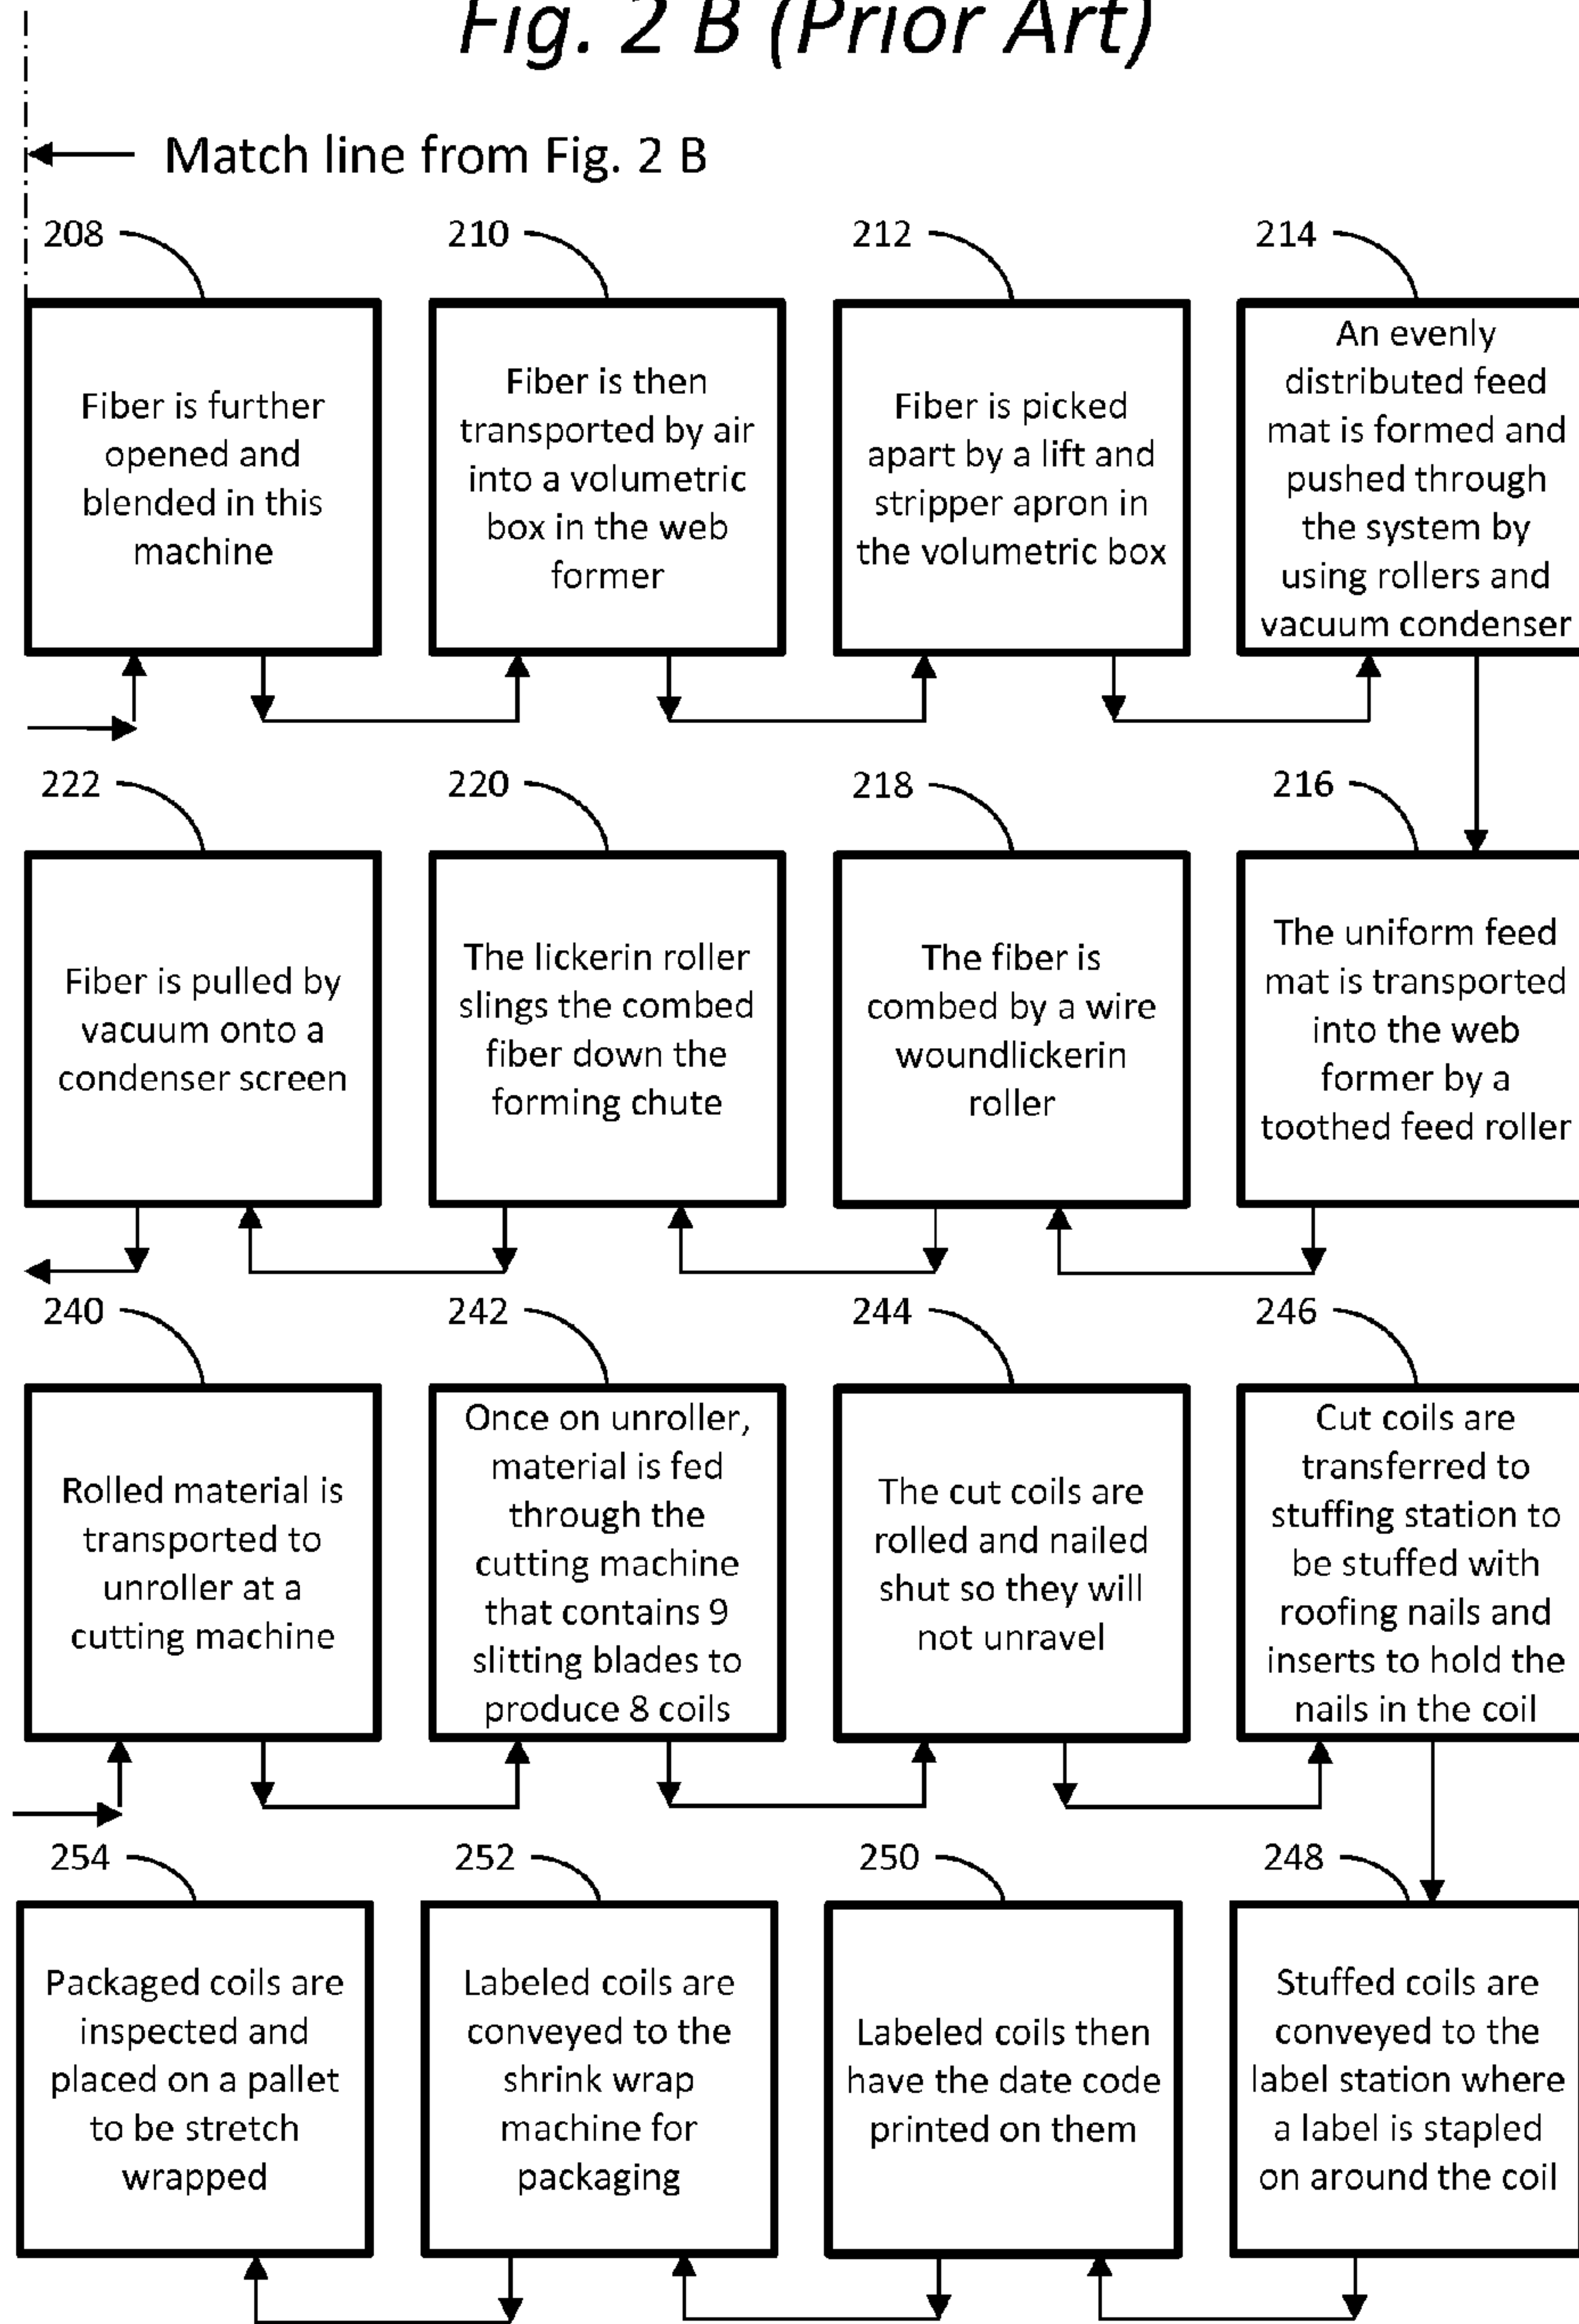 Fig. 2 B (Prior Art)
Match line from Fig. 2 B
208
210
212
214
Fiber is further
opened and
blended in this
machine
Fiber is then
transported by air
into a volumetric
box in the web
former
Fiber is picked
apart by a lift and
stripper apron in
the volumetric box
An evenly
distributed feed
mat is formed and
pushed through
the system by
using rollers and
vacuum condenser
222
220
218
216
Fiber is pulled by
vacuum onto a
condenser screen
The lickerin roller
slings the combed
fiber down the
forming chute
The fiber is
combed by a wire
woundlickerin
roller
The uniform feed
mat is transported
into the web
former by a
toothed feed roller
240
242
244
246
Rolled material is
transported to
unroller at a
cutting machine
Once on unroller,
material is fed
through the
cutting machine
that contains 9
slitting blades to
produce 8 coils
The cut coils are
rolled and nailed
shut so they will
not unravel
Cut coils are
transferred to
stuffing station to
be stuffed with
roofing nails and
inserts to hold the
nails in the coil
254
252
250
248
Packaged coils are
inspected and
placed on a pallet
to be stretch
wrapped
Labeled coils are
conveyed to the
shrink wrap
machine for
packaging
Labeled coils then
have the date code
printed on them
Stuffed coils are
conveyed to the
label station where
a label is stapled
on around the coil